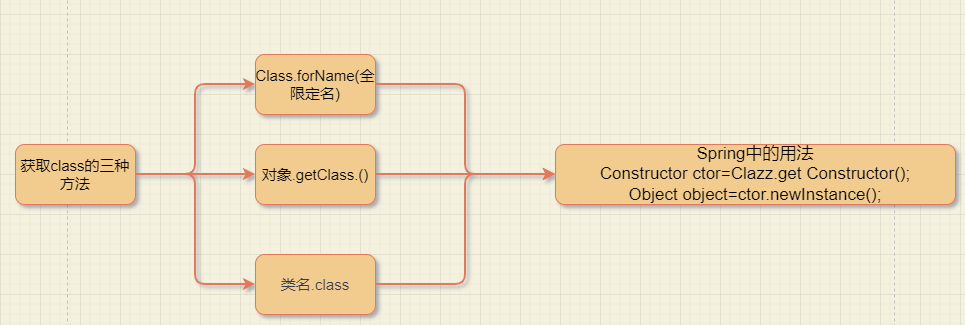 Class.forName(全
限定名)
获取class的三种
方法
对象.getClass.()
类名.class
Spring中的用法
Constructor ctor=Clazz.get Constructor();
Object object=ctor.newInstance();